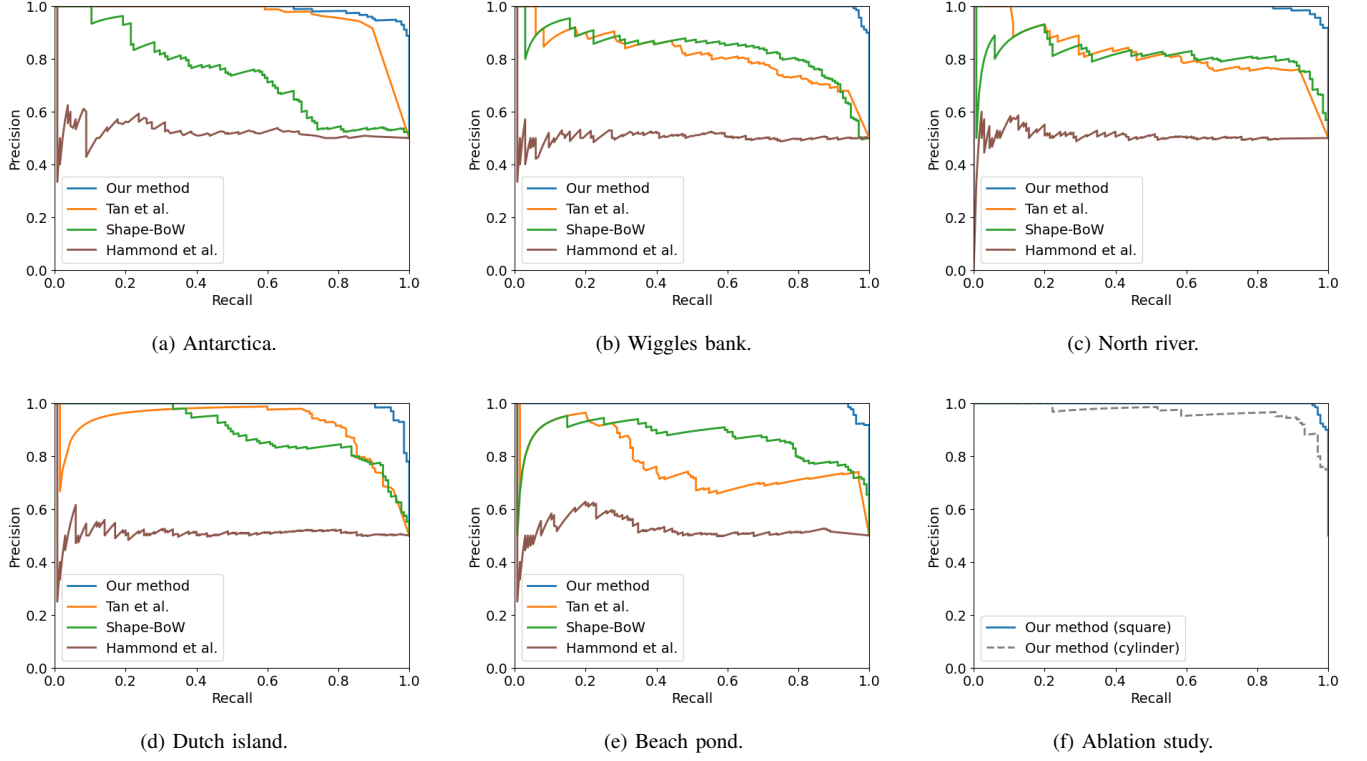 1.0
0.8
0.6
0.4
0.2
0.0
Precision
Our method
Tan et al.
Shape-BoW
Hammond et al.
0.0 0.2 0.4 0.6 0.8 1.0
Recall
(a) Antarctica.
1.0
0.8
0.6
0.4
0.2
0.0
Precision
Our method
Tan et al.
Shape-BoW
Hammond et al.
0.0 0.2 0.4 0.6 0.8 1.0
Recall
(b) Wiggles bank.
1.0
0.8
0.6
0.4
0.2
0.0
Precision
Our method
Tan et al.
Shape-BoW
Hammond et al.
0.0 0.2 0.4 0.6 0.8 1.0
Recall
(c) North river.
1.0
0.8
0.6
0.4
0.2
0.0
Precision
Our method
Tan et al.
Shape-BoW
Hammond et al.
0.0 0.2 0.4 0.6 0.8 1.0
Recall
(d) Dutch island.
1.0
0.8
0.6
0.4
0.2
0.0
Precision
Our method
Tan et al.
Shape-BoW
Hammond et al.
0.0 0.2 0.4 0.6 0.8 1.0
Recall
(e) Beach pond.
1.0
0.8
0.6
0.4
0.2
0.0
Precision
Our method (square)
Our method (cylinder)
0.0 0.2 0.4 0.6 0.8 1.0
Recall
(f) Ablation study.